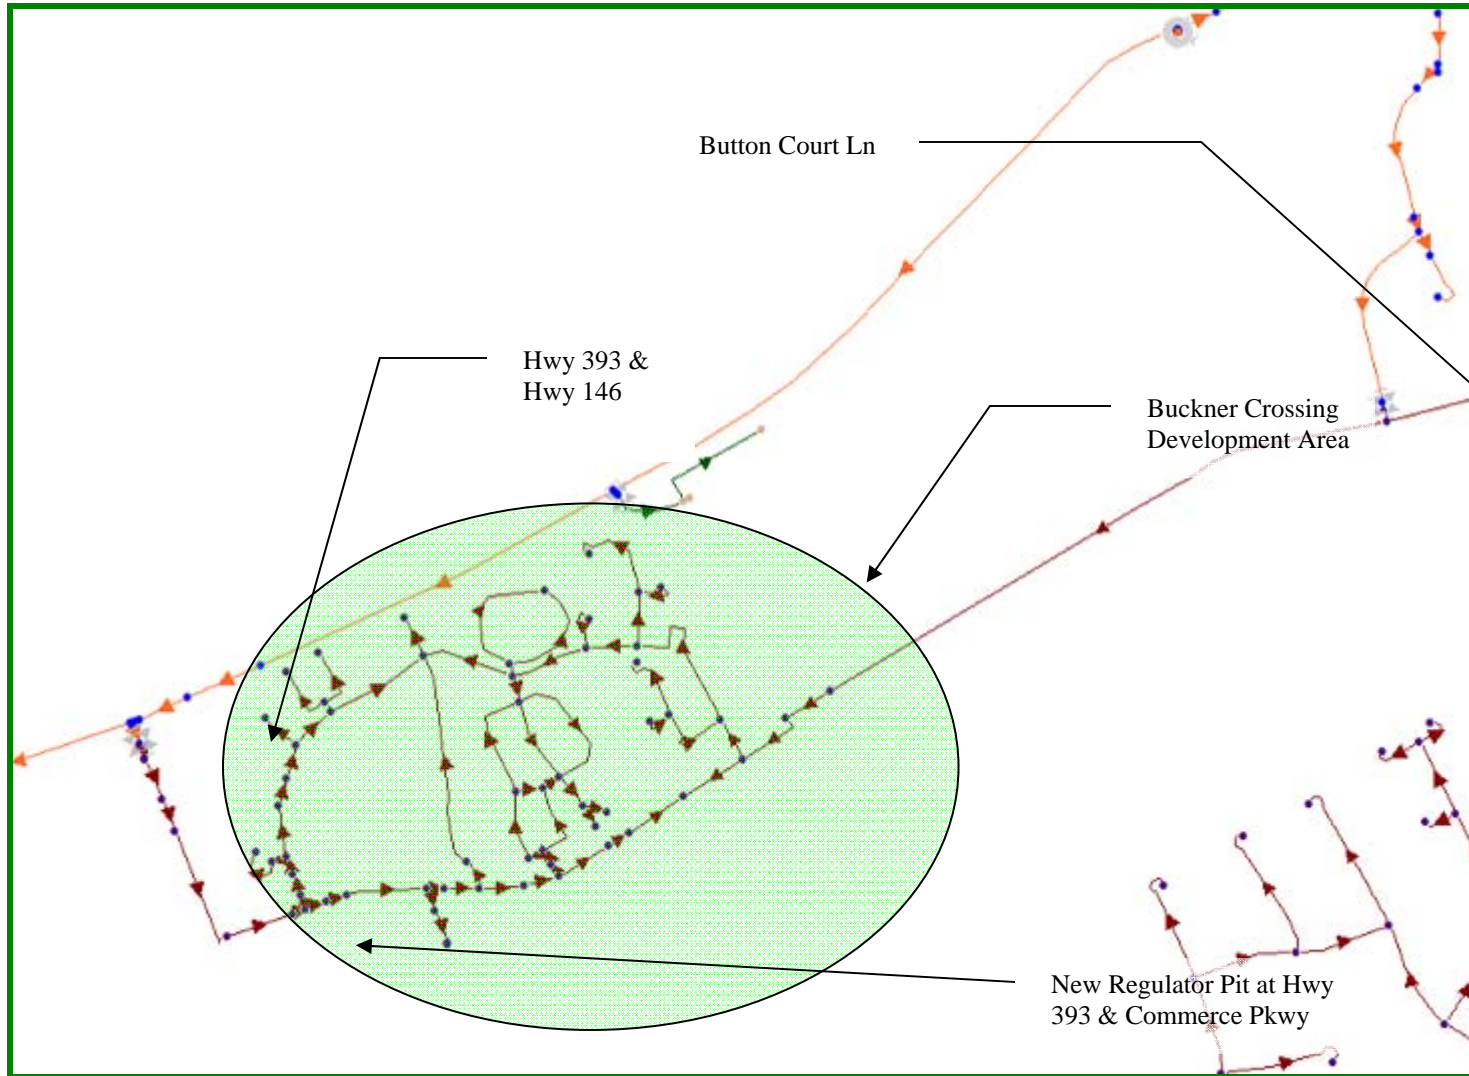 Button Court Ln
Hwy 393 &
Hwy 146
Buckner Crossing
Development Area
New Regulator Pit at Hwy
393 & Commerce Pkwy